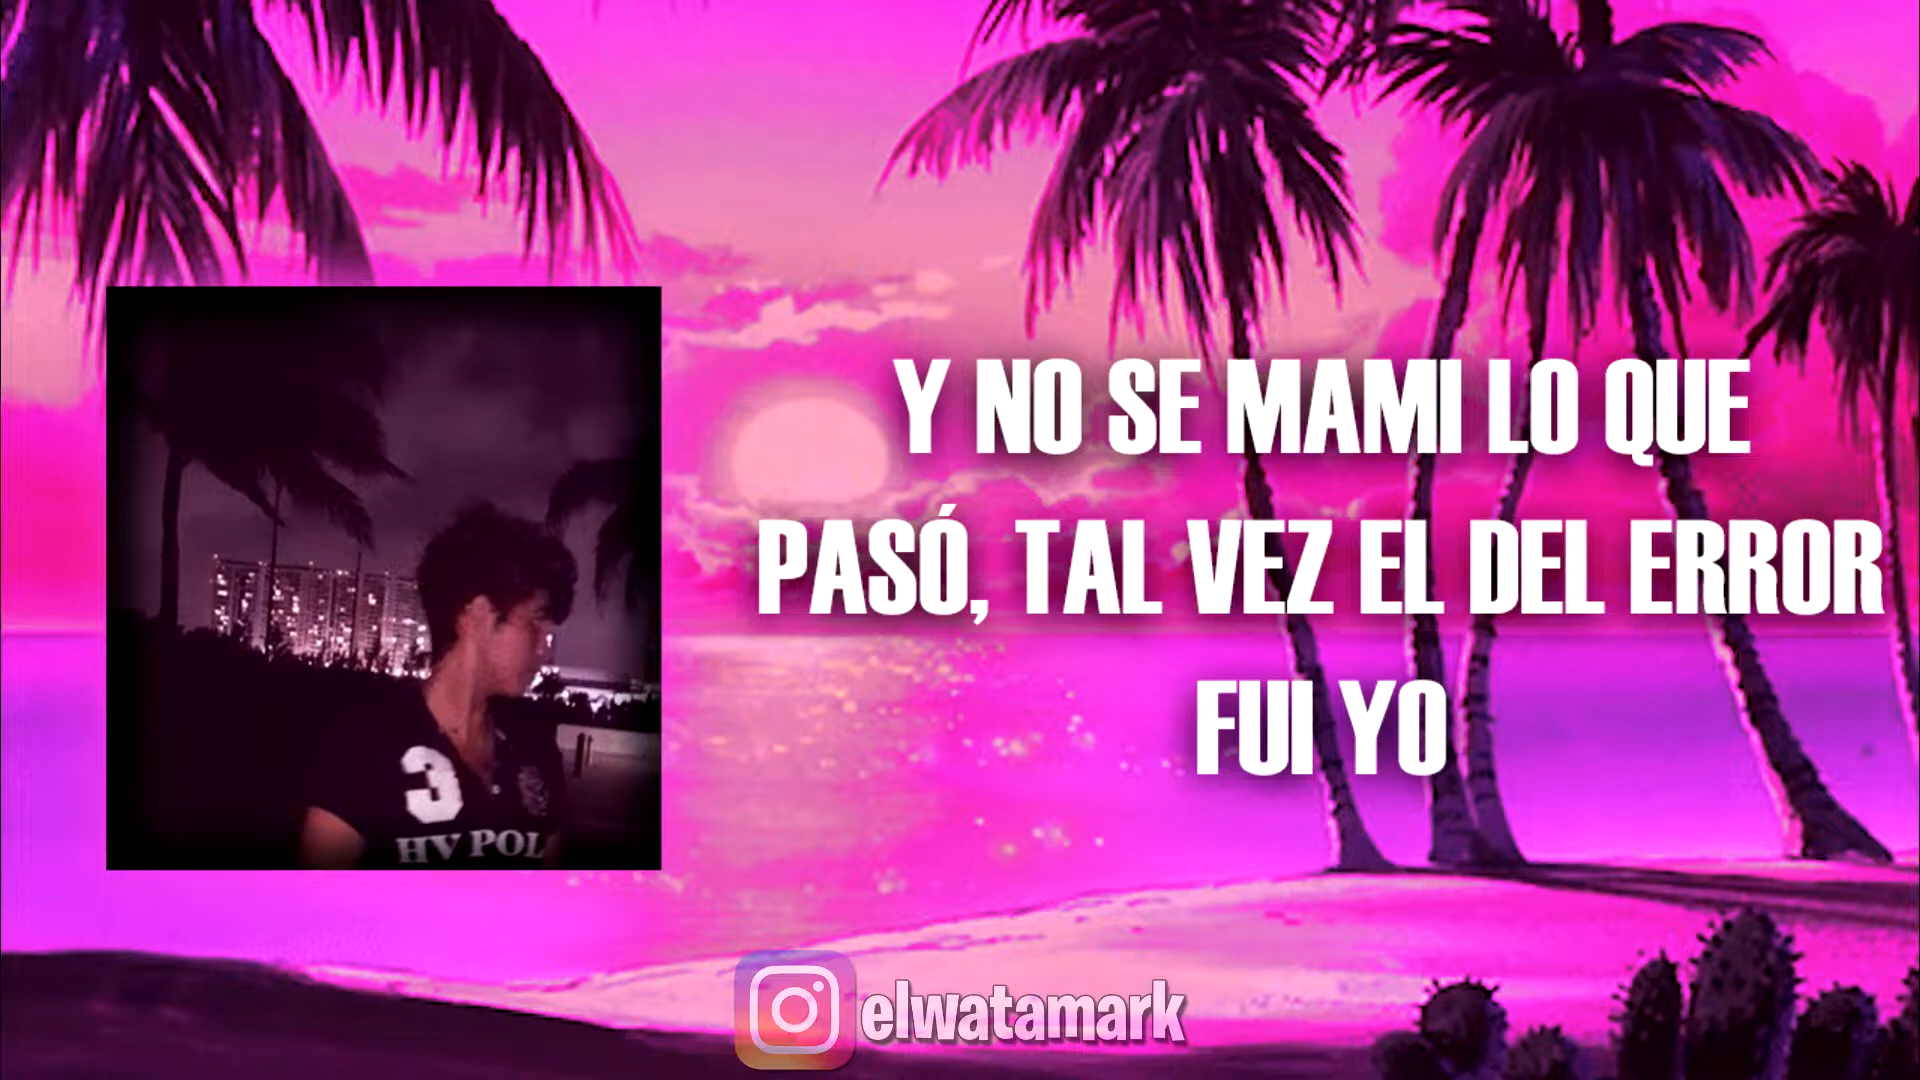 Y NO SE MAMI LO QUE
PASÓ, TAL VEZ EL DEL ERROR
FUI YO
3
HV POL
elwatamark